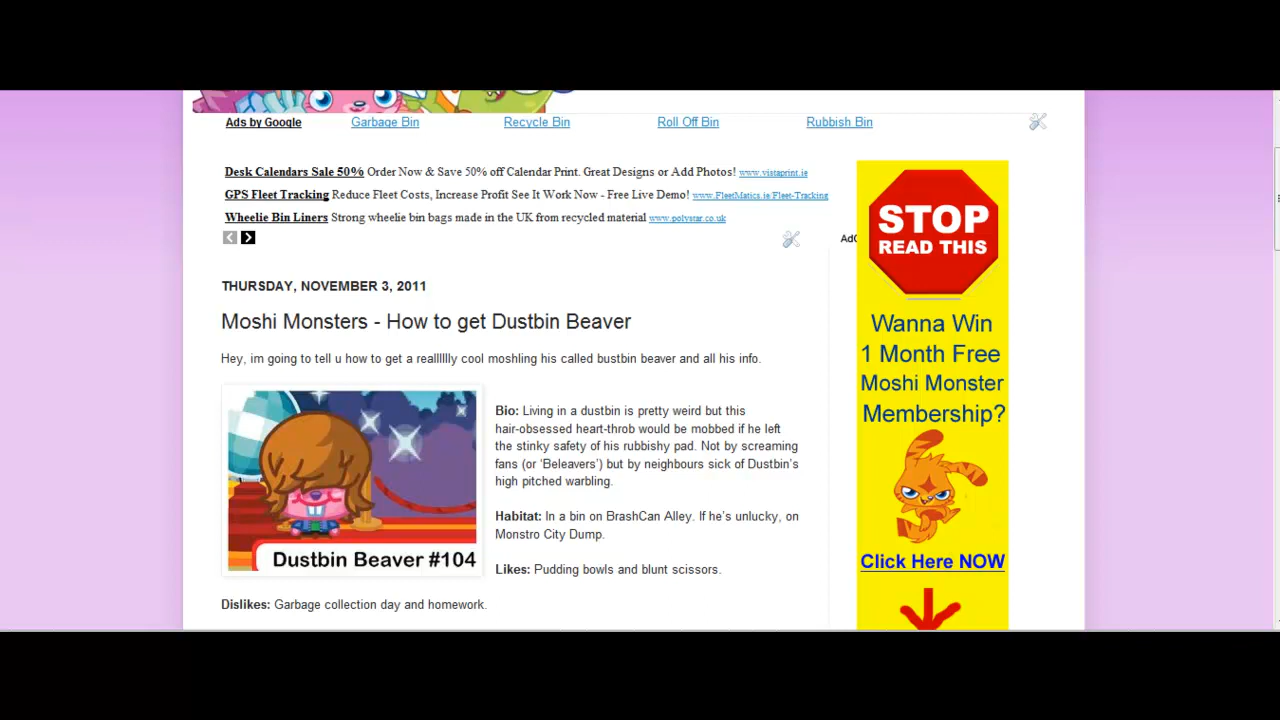 Ads by Google Garbage Bin Recycle Bin Roll Off Bin Rubbish Bin
Desk Calendars Sale 50% Order Now & Save 50% off Calendar Print. Great Designs or Add Photos! www.vistaprint.ie
GPS Fleet Tracking Reduce Fleet Costs, Increase Profit See It Work Now - Free Live Demo! www.FleetMatics.ie/Fleet-Tracking
Wheelie Bin Liners Strong wheelie bin bags made in the UK from recycled material www.polystar.co.uk
THURSDAY, NOVEMBER 3, 2011
Moshi Monsters - How to get Dustbin Beaver
Hey, im going to tell u how to get a realllllly cool moshling his called bustbin beaver and all his info.
Dustbin Beaver #104
Bio: Living in a dustbin is pretty weird but this
hair-obsessed heart-throb would be mobbed if he left
the stinky safety of his rubbishy pad. Not by screaming
fans (or ‘Beleavers’) but by neighbours sick of Dustbin’s
high pitched warbling.
Habitat: In a bin on BrashCan Alley. If he’s unlucky, on
Monstro City Dump.
Likes: Pudding bowls and blunt scissors.
Dislikes: Garbage collection day and homework.
STOP
READ THIS
Wanna Win
1 Month Free
Moshi Monster
Membership?
Click Here NOW